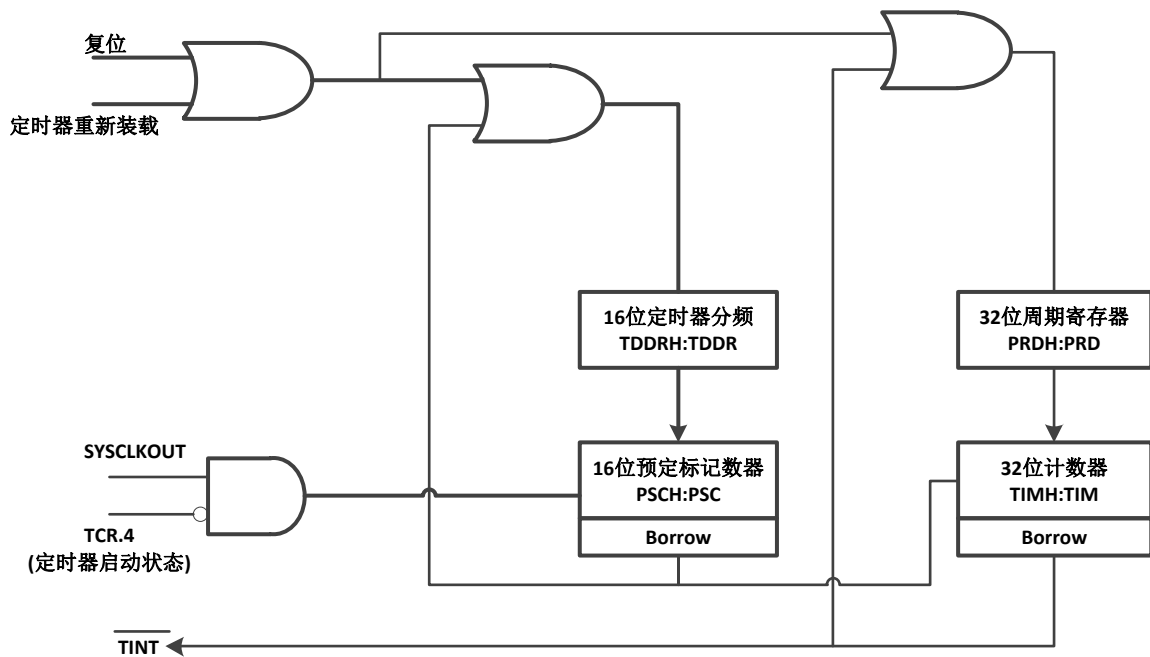 复位
定时器重新装载
16位定时器分频
TDDRH:TDDR
32位周期寄存器
PRDH:PRD
SYSCLKOUT
TCR.4
(定时器启动状态)
16位预定标记数器
PSCH:PSC
Borrow
32位计数器
TIMH:TIM
Borrow
TINT